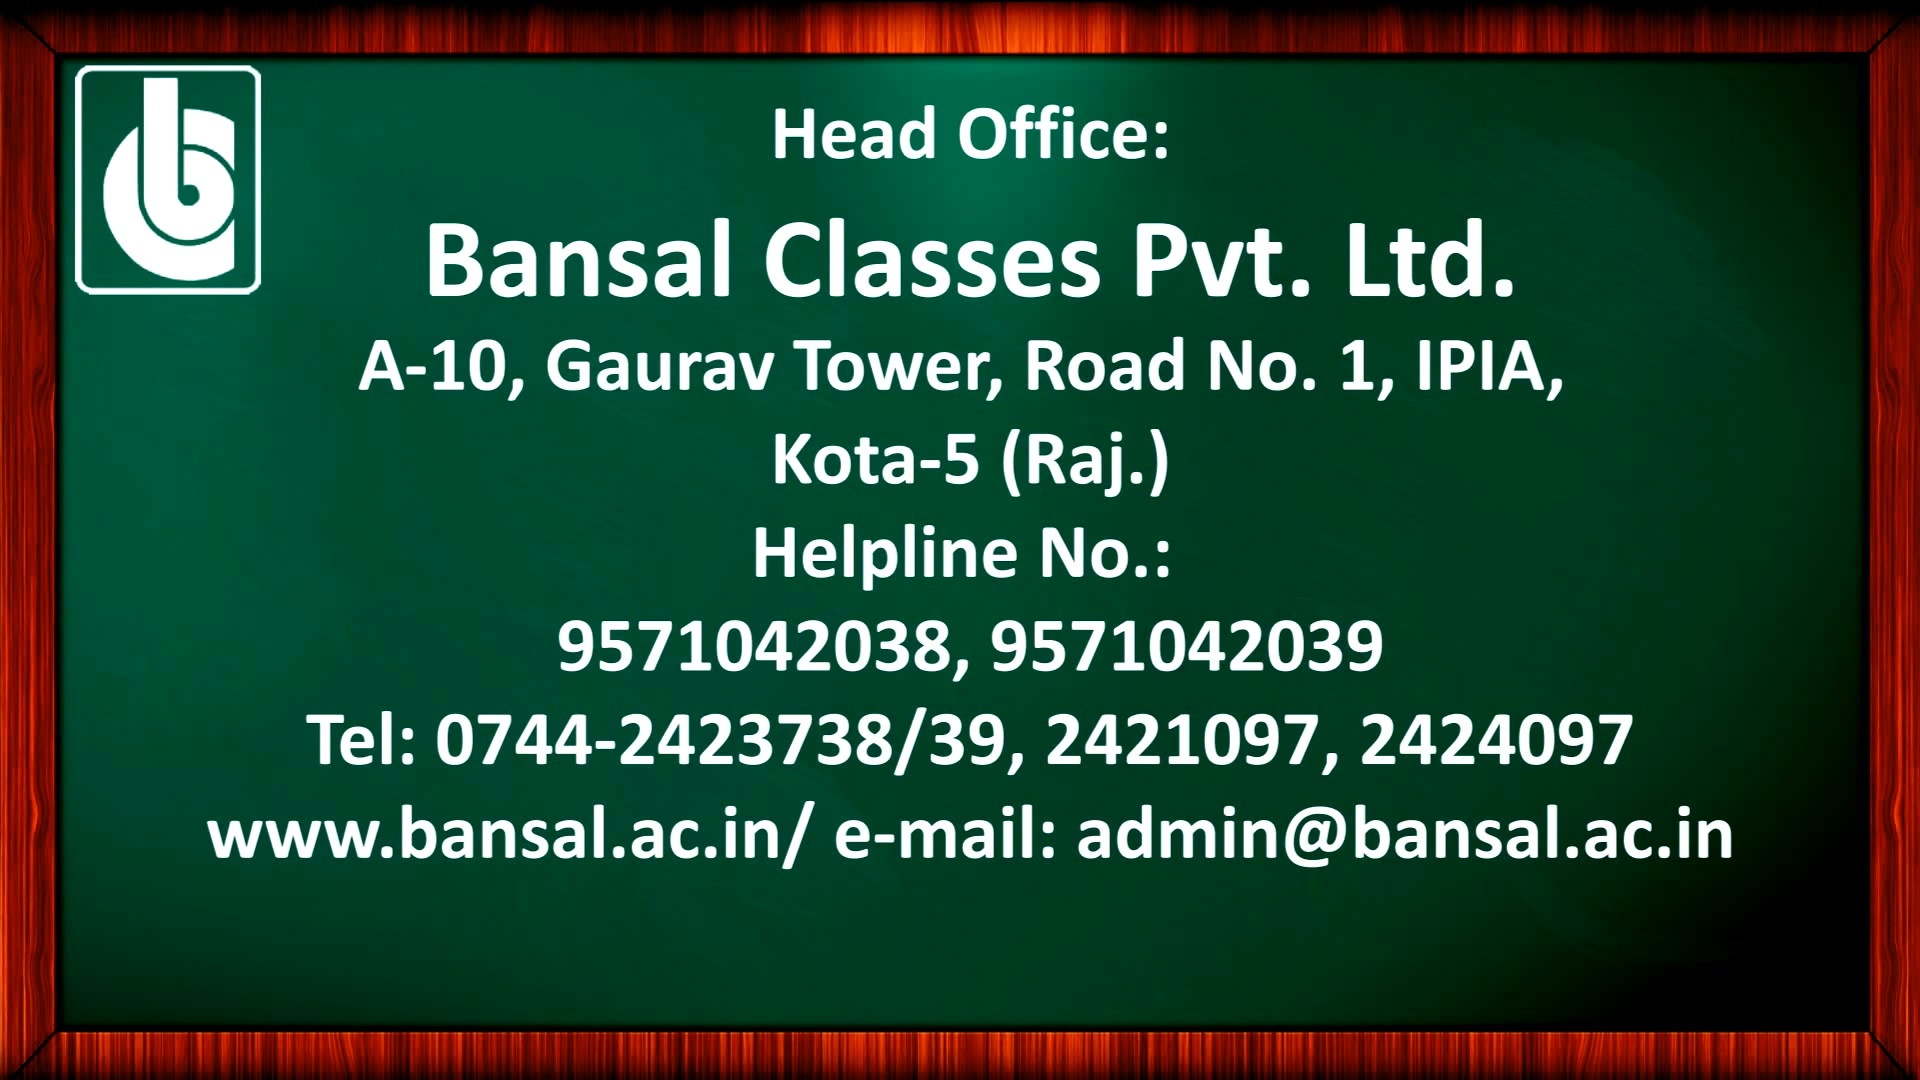 Head Office:
Bansal Classes Pvt. Ltd.
A-10, Gaurav Tower, Road No. 1, IPIA,
Kota-5 (Raj.)
Helpline No.:
9571042038, 9571042039
Tel: 0744-2423738/39, 2421097, 2424097
www.bansal.ac.in/ e-mail: admin@bansal.ac.in